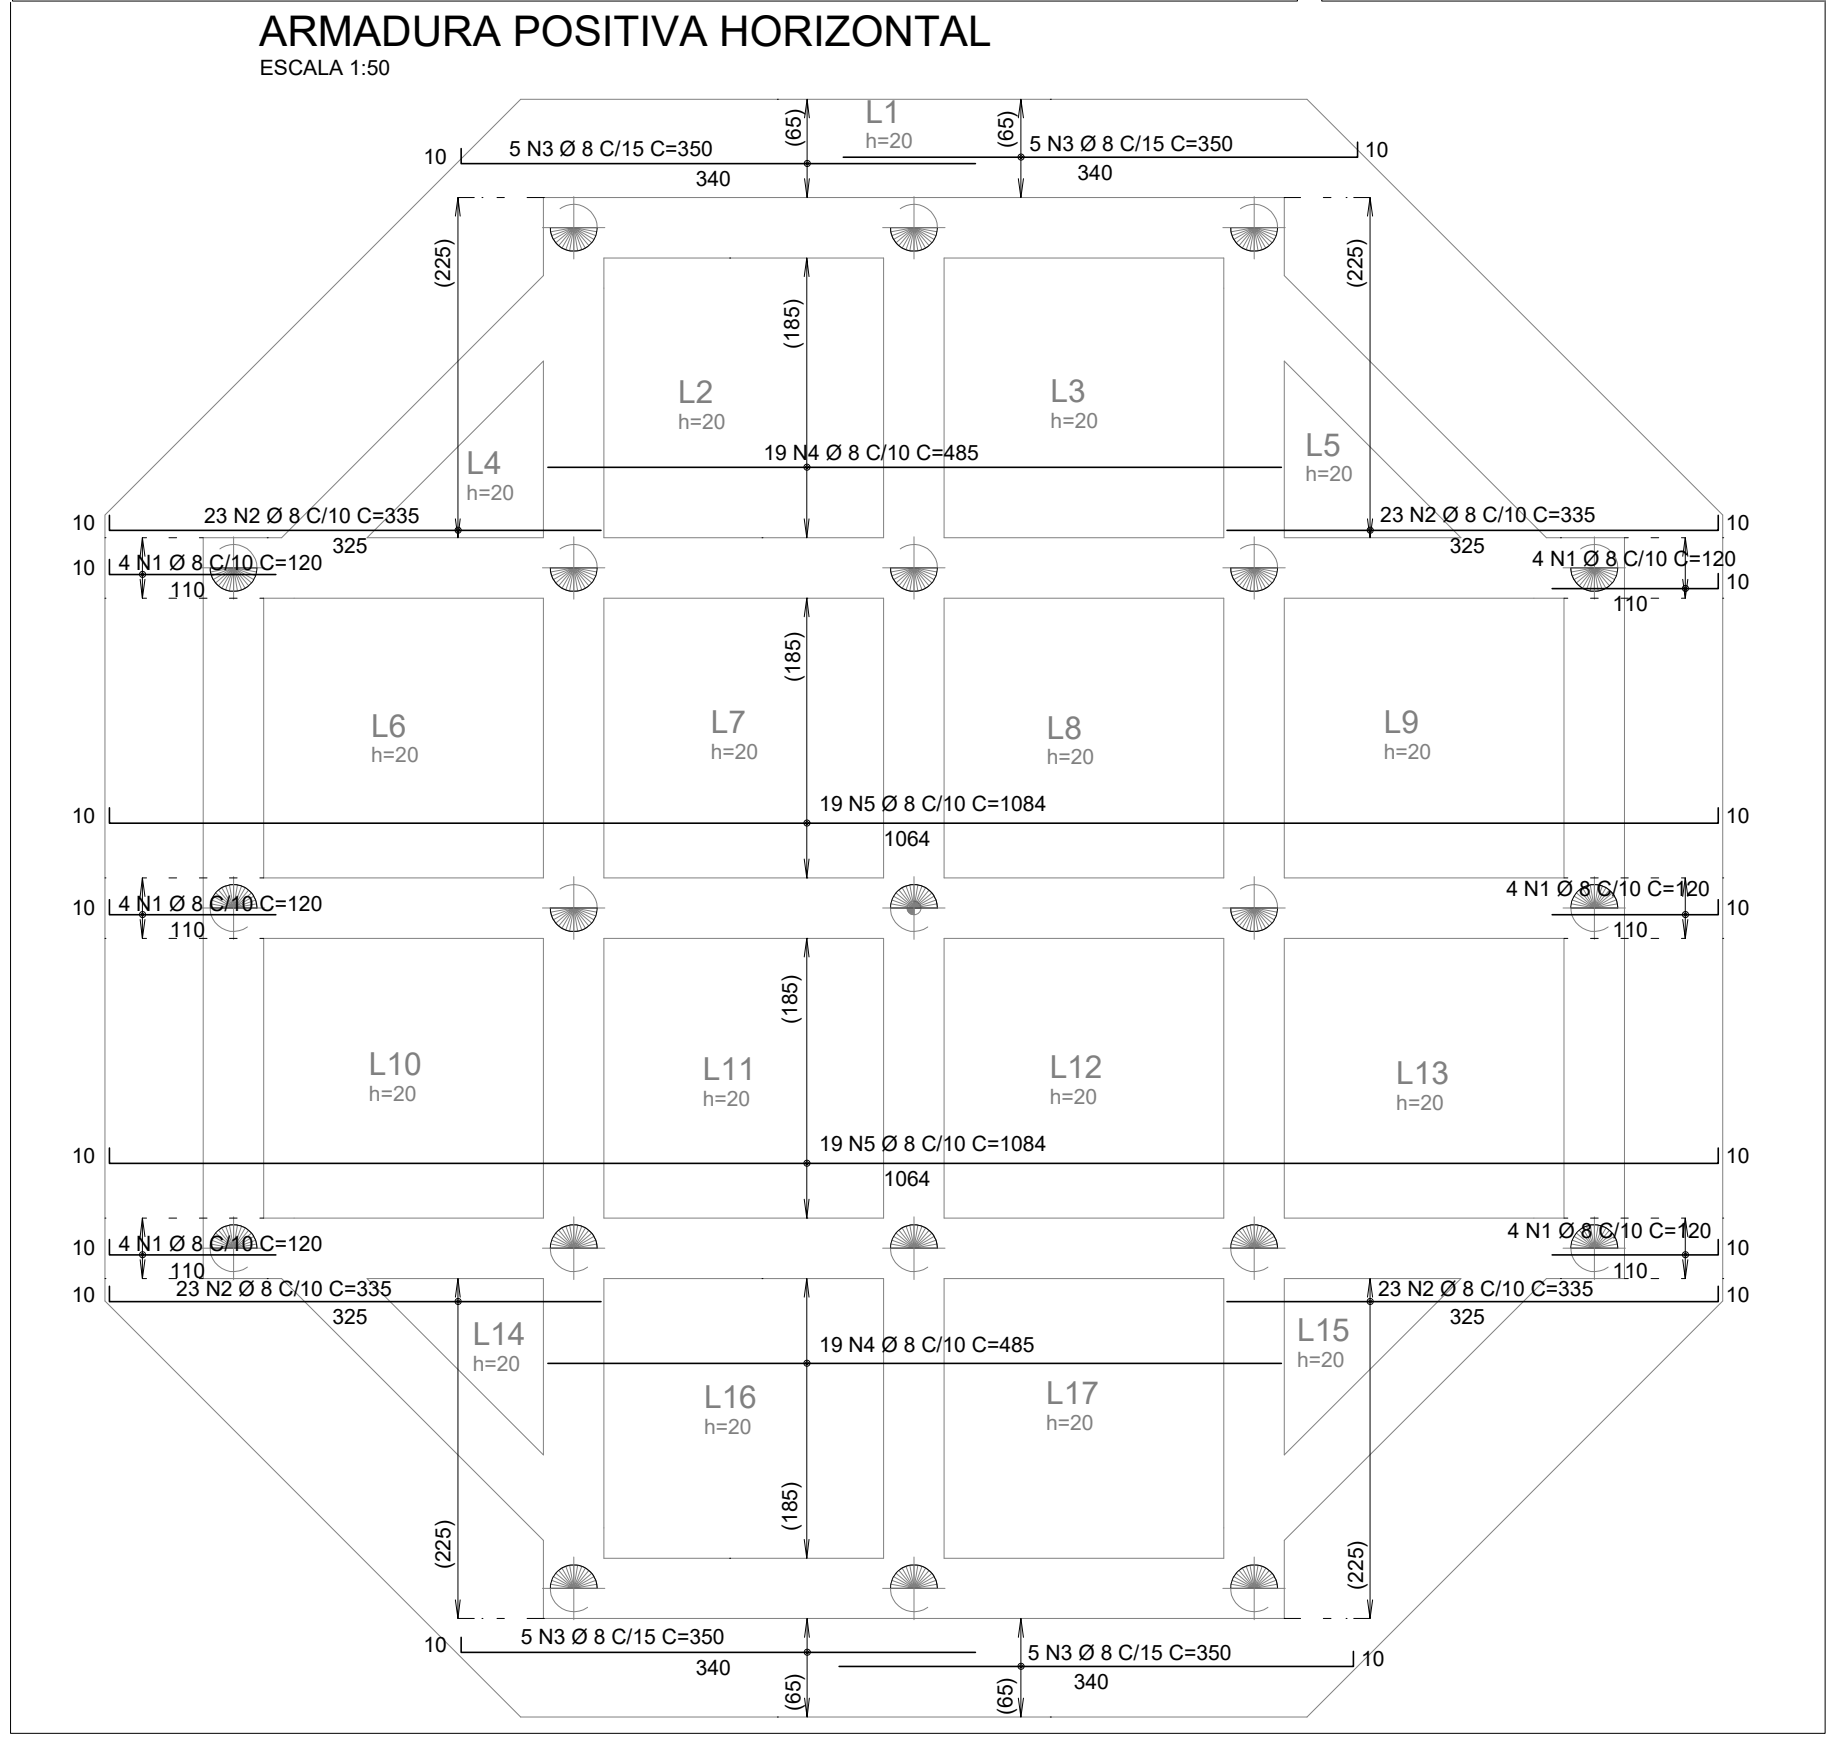 ARMADURA POSITIVA HORIZONTAL
ESCALA 1:50
(65)
L1
h=20
(65)
10
5 N3 Ø 8 C/15 C=350
340
5 N3 Ø 8 C/15 C=350
340
10
(225)
(225)
(185)
L2
h=20
L3
h=20
L4
h=20
L5
h=20
19 N4 Ø 8 C/10 C=485
10
23 N2 Ø 8 C/10 C=335
325
23 N2 Ø 8 C/10 C=335
325
10
10
4 N1 Ø 8 C/10 C=120
110
4 N1 Ø 8 C/10 C=120
110
10
(185)
L6
h=20
L7
h=20
L8
h=20
L9
h=20
10
19 N5 Ø 8 C/10 C=1084
1064
10
10
4 N1 Ø 8 C/10 C=120
110
4 N1 Ø 8 C/10 C=120
110
10
(185)
L10
h=20
L11
h=20
L12
h=20
L13
h=20
10
19 N5 Ø 8 C/10 C=1084
1064
10
10
4 N1 Ø 8 C/10 C=120
110
4 N1 Ø 8 C/10 C=120
110
10
10
23 N2 Ø 8 C/10 C=335
325
23 N2 Ø 8 C/10 C=335
325
10
L14
h=20
19 N4 Ø 8 C/10 C=485
L15
h=20
L16
h=20
L17
h=20
(185)
(225)
(225)
10
5 N3 Ø 8 C/15 C=350
340
5 N3 Ø 8 C/15 C=350
340
10
(65)
(65)